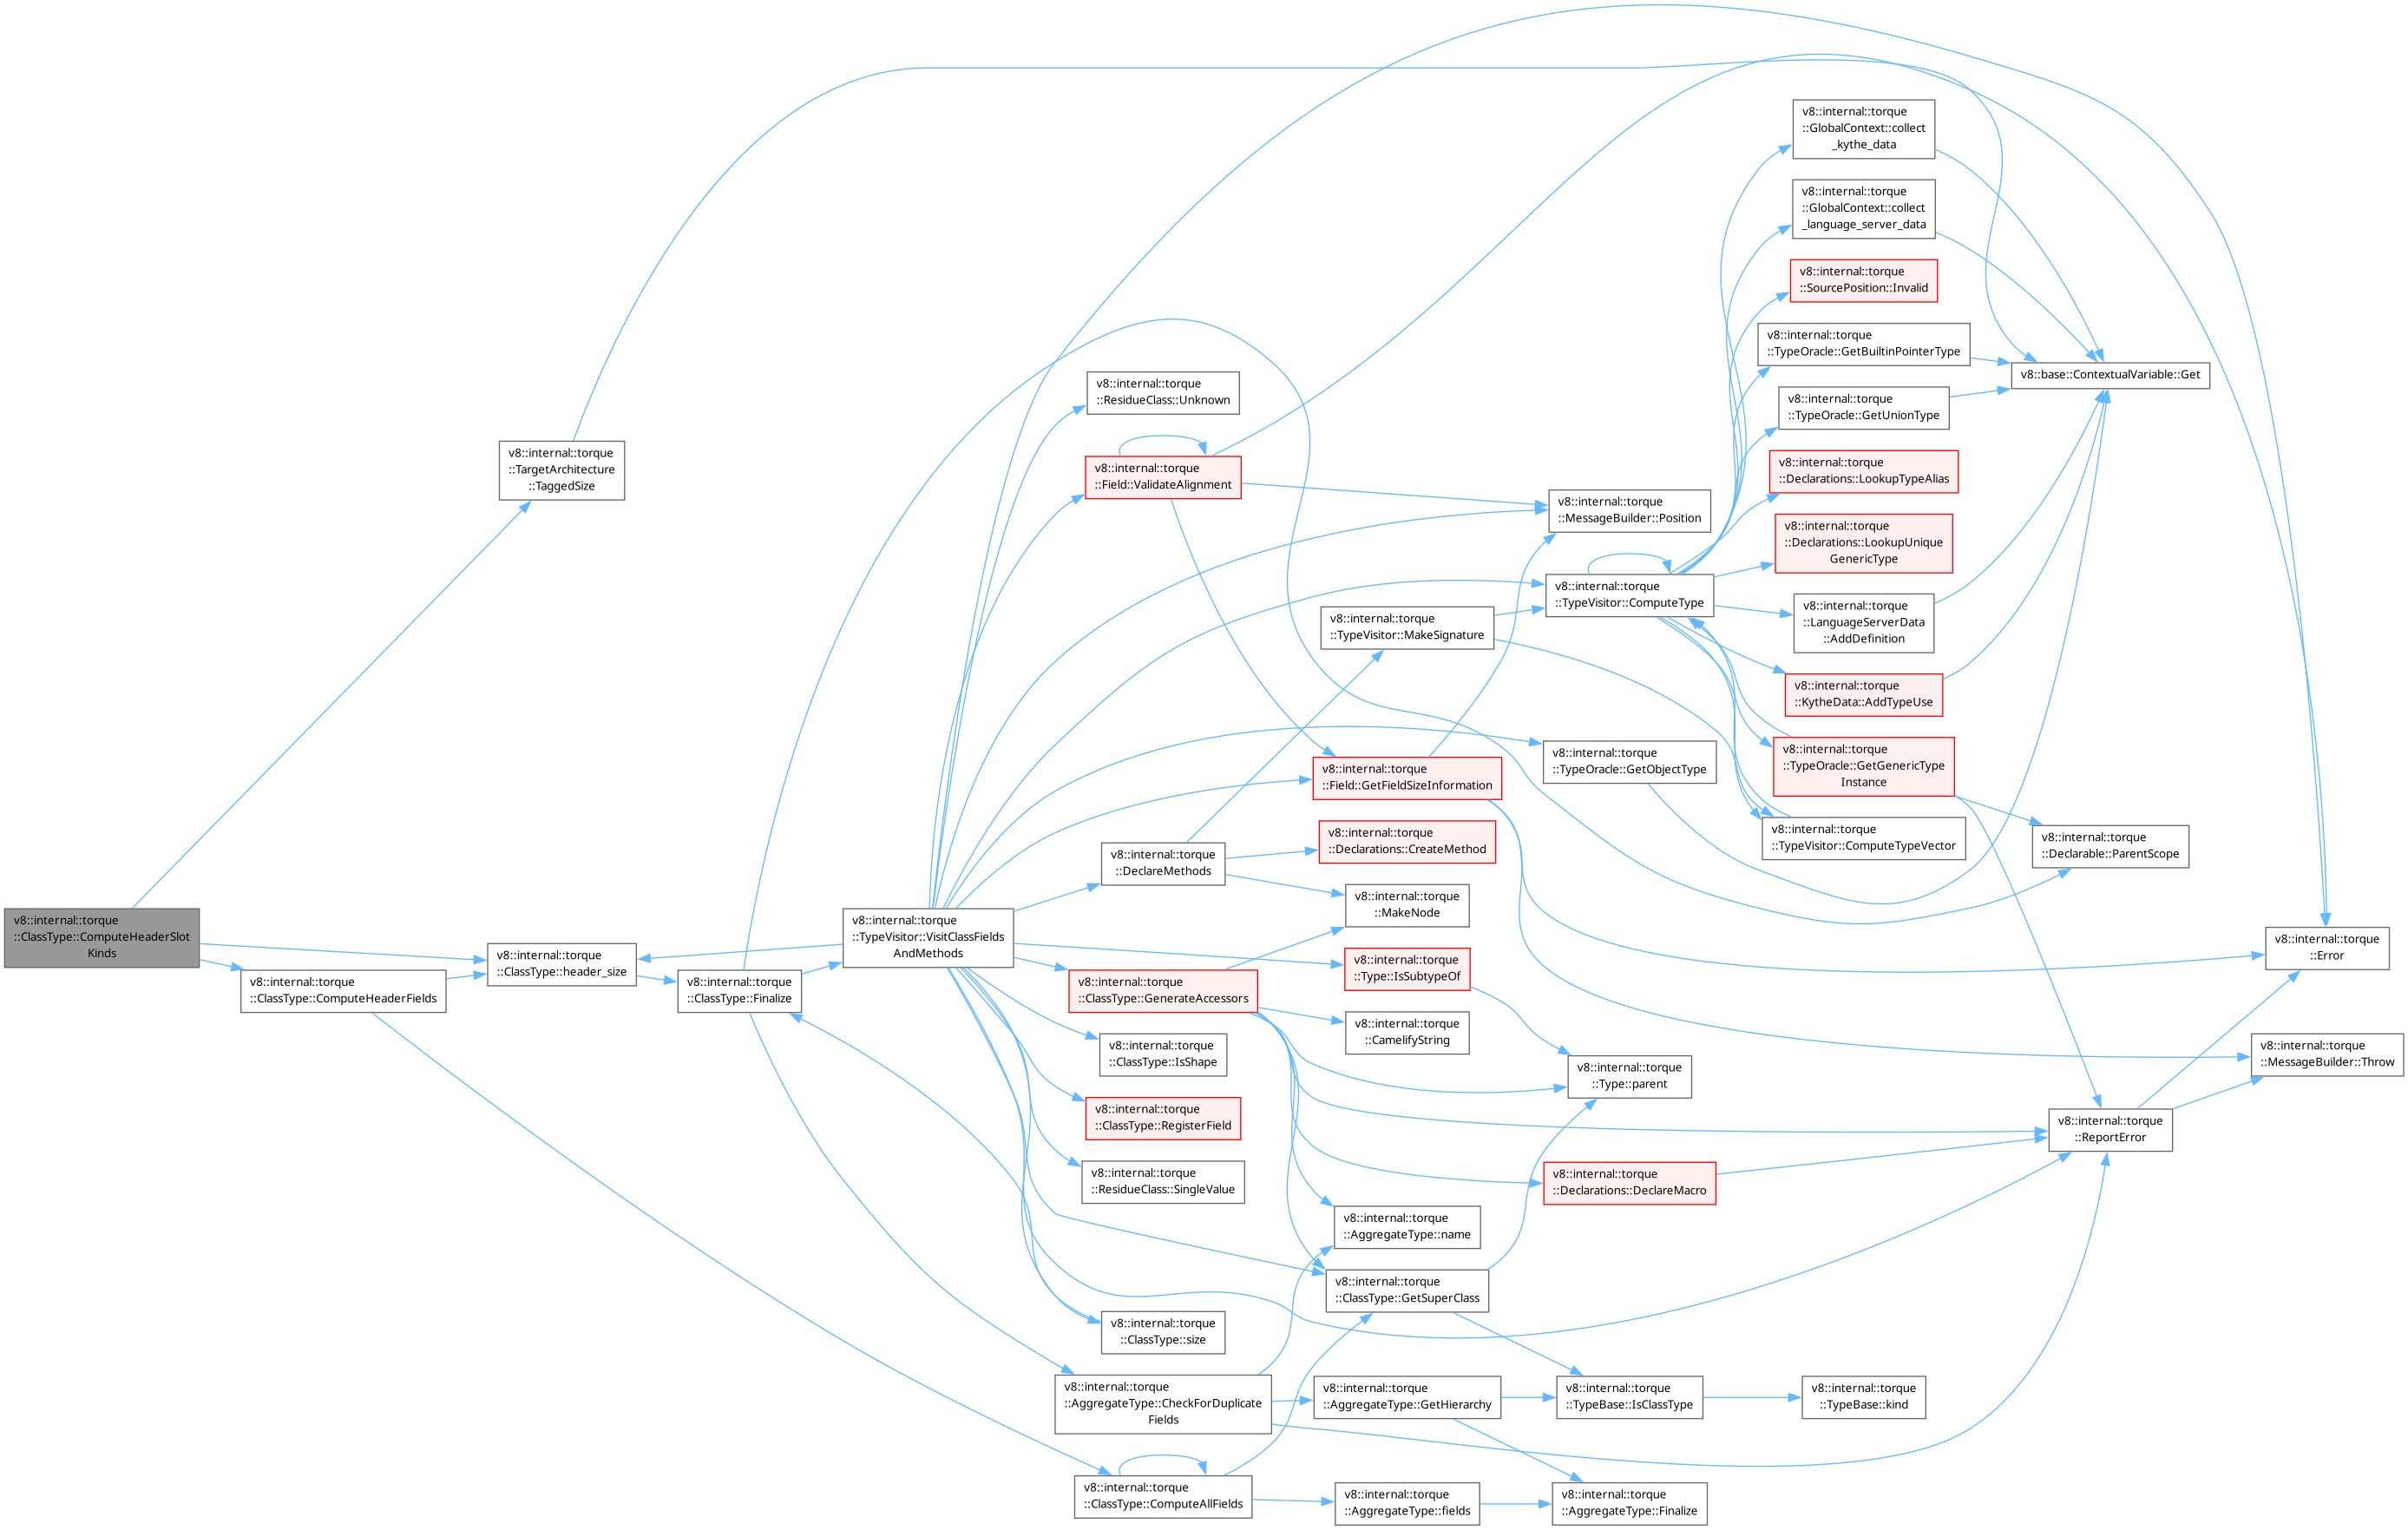 v8::internal::torque
::ClassType::ComputeHeaderSlot
Kinds
v8::internal::torque
::TargetArchitecture
::TaggedSize
v8::internal::torque
::ClassType::header_size
v8::internal::torque
::ClassType::ComputeHeaderFields
v8::internal::torque
::ClassType::Finalize
v8::internal::torque
::TypeVisitor::VisitClassFields
AndMethods
v8::internal::torque
::ResidueClass::Unknown
v8::internal::torque
::Field::ValidateAlignment
v8::internal::torque
::DeclareMethods
v8::internal::torque
::ClassType::GenerateAccessors
v8::internal::torque
::ClassType::IsShape
v8::internal::torque
::ClassType::RegisterField
v8::internal::torque
::ResidueClass::SingleValue
v8::internal::torque
::ClassType::size
v8::internal::torque
::AggregateType::CheckForDuplicate
Fields
v8::internal::torque
::ClassType::ComputeAllFields
v8::internal::torque
::TypeVisitor::MakeSignature
v8::internal::torque
::Field::GetFieldSizeInformation
v8::internal::torque
::Declarations::CreateMethod
v8::internal::torque
::MakeNode
v8::internal::torque
::Type::IsSubtypeOf
v8::internal::torque
::CamelifyString
v8::internal::torque
::AggregateType::name
v8::internal::torque
::ClassType::GetSuperClass
v8::internal::torque
::AggregateType::GetHierarchy
v8::internal::torque
::AggregateType::fields
v8::internal::torque
::MessageBuilder::Position
v8::internal::torque
::TypeVisitor::ComputeType
v8::internal::torque
::TypeOracle::GetObjectType
v8::internal::torque
::Type::parent
v8::internal::torque
::Declarations::DeclareMacro
v8::internal::torque
::TypeBase::IsClassType
v8::internal::torque
::AggregateType::Finalize
v8::internal::torque
::GlobalContext::collect
_kythe_data
v8::internal::torque
::GlobalContext::collect
_language_server_data
v8::internal::torque
::SourcePosition::Invalid
v8::internal::torque
::TypeOracle::GetBuiltinPointerType
v8::internal::torque
::TypeOracle::GetUnionType
v8::internal::torque
::Declarations::LookupTypeAlias
v8::internal::torque
::Declarations::LookupUnique
GenericType
v8::internal::torque
::LanguageServerData
::AddDefinition
v8::internal::torque
::KytheData::AddTypeUse
v8::internal::torque
::TypeOracle::GetGenericType
Instance
v8::internal::torque
::TypeVisitor::ComputeTypeVector
v8::internal::torque
::TypeBase::kind
v8::base::ContextualVariable::Get
v8::internal::torque
::Declarable::ParentScope
v8::internal::torque
::ReportError
v8::internal::torque
::Error
v8::internal::torque
::MessageBuilder::Throw